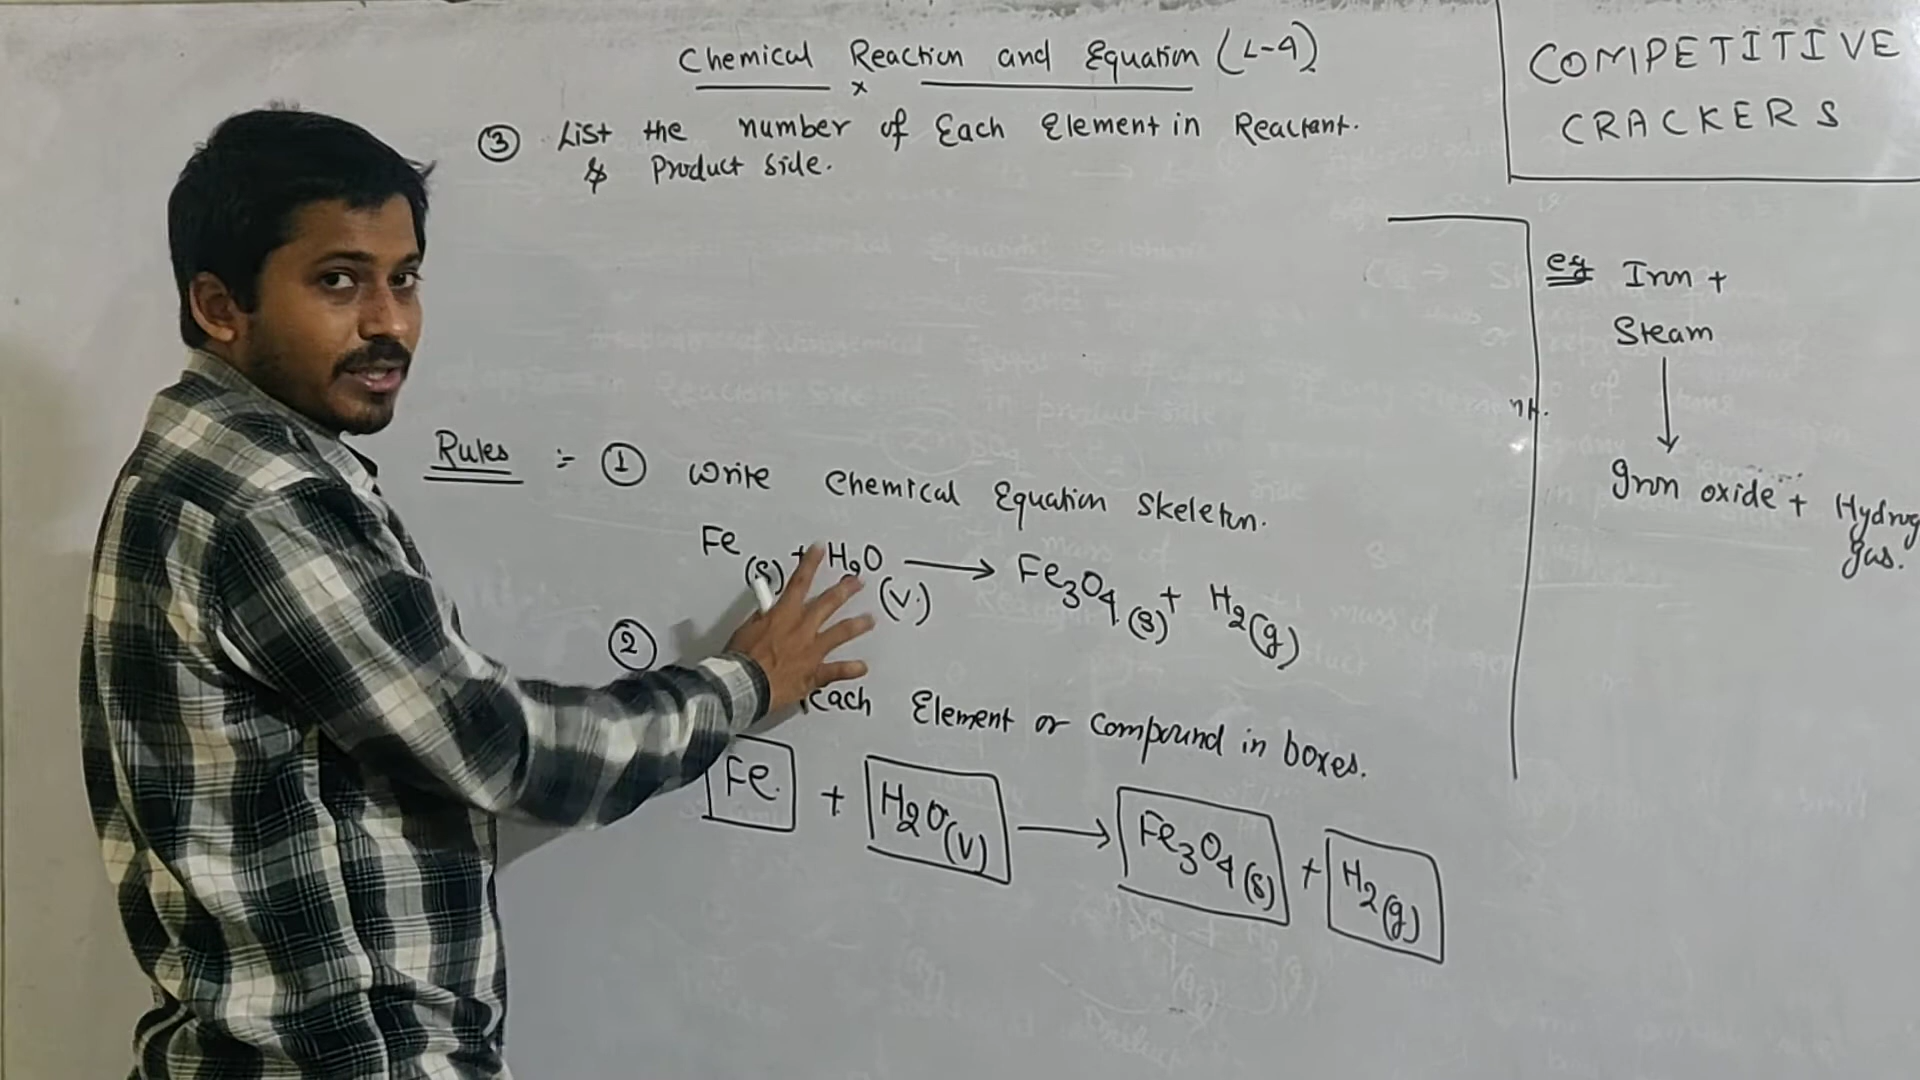 Chemical Reaction and Equation (L-4)
x
COMPETITIVE
CRACKERS
③ List the number of Each Element in Reactant.
& Product Side.
eg Iron +
Steam
↓
Iron oxide + Hydrog
gas.
nt.
Rules :- ① Write Chemical Equation Skeleton.
Fe(s) + H2O(v.) → Fe3O4(s) + H2(g)
②
Each Element or Compound in boxes.
Fe. + H2O(v) → Fe3O4(s) + H2(g)